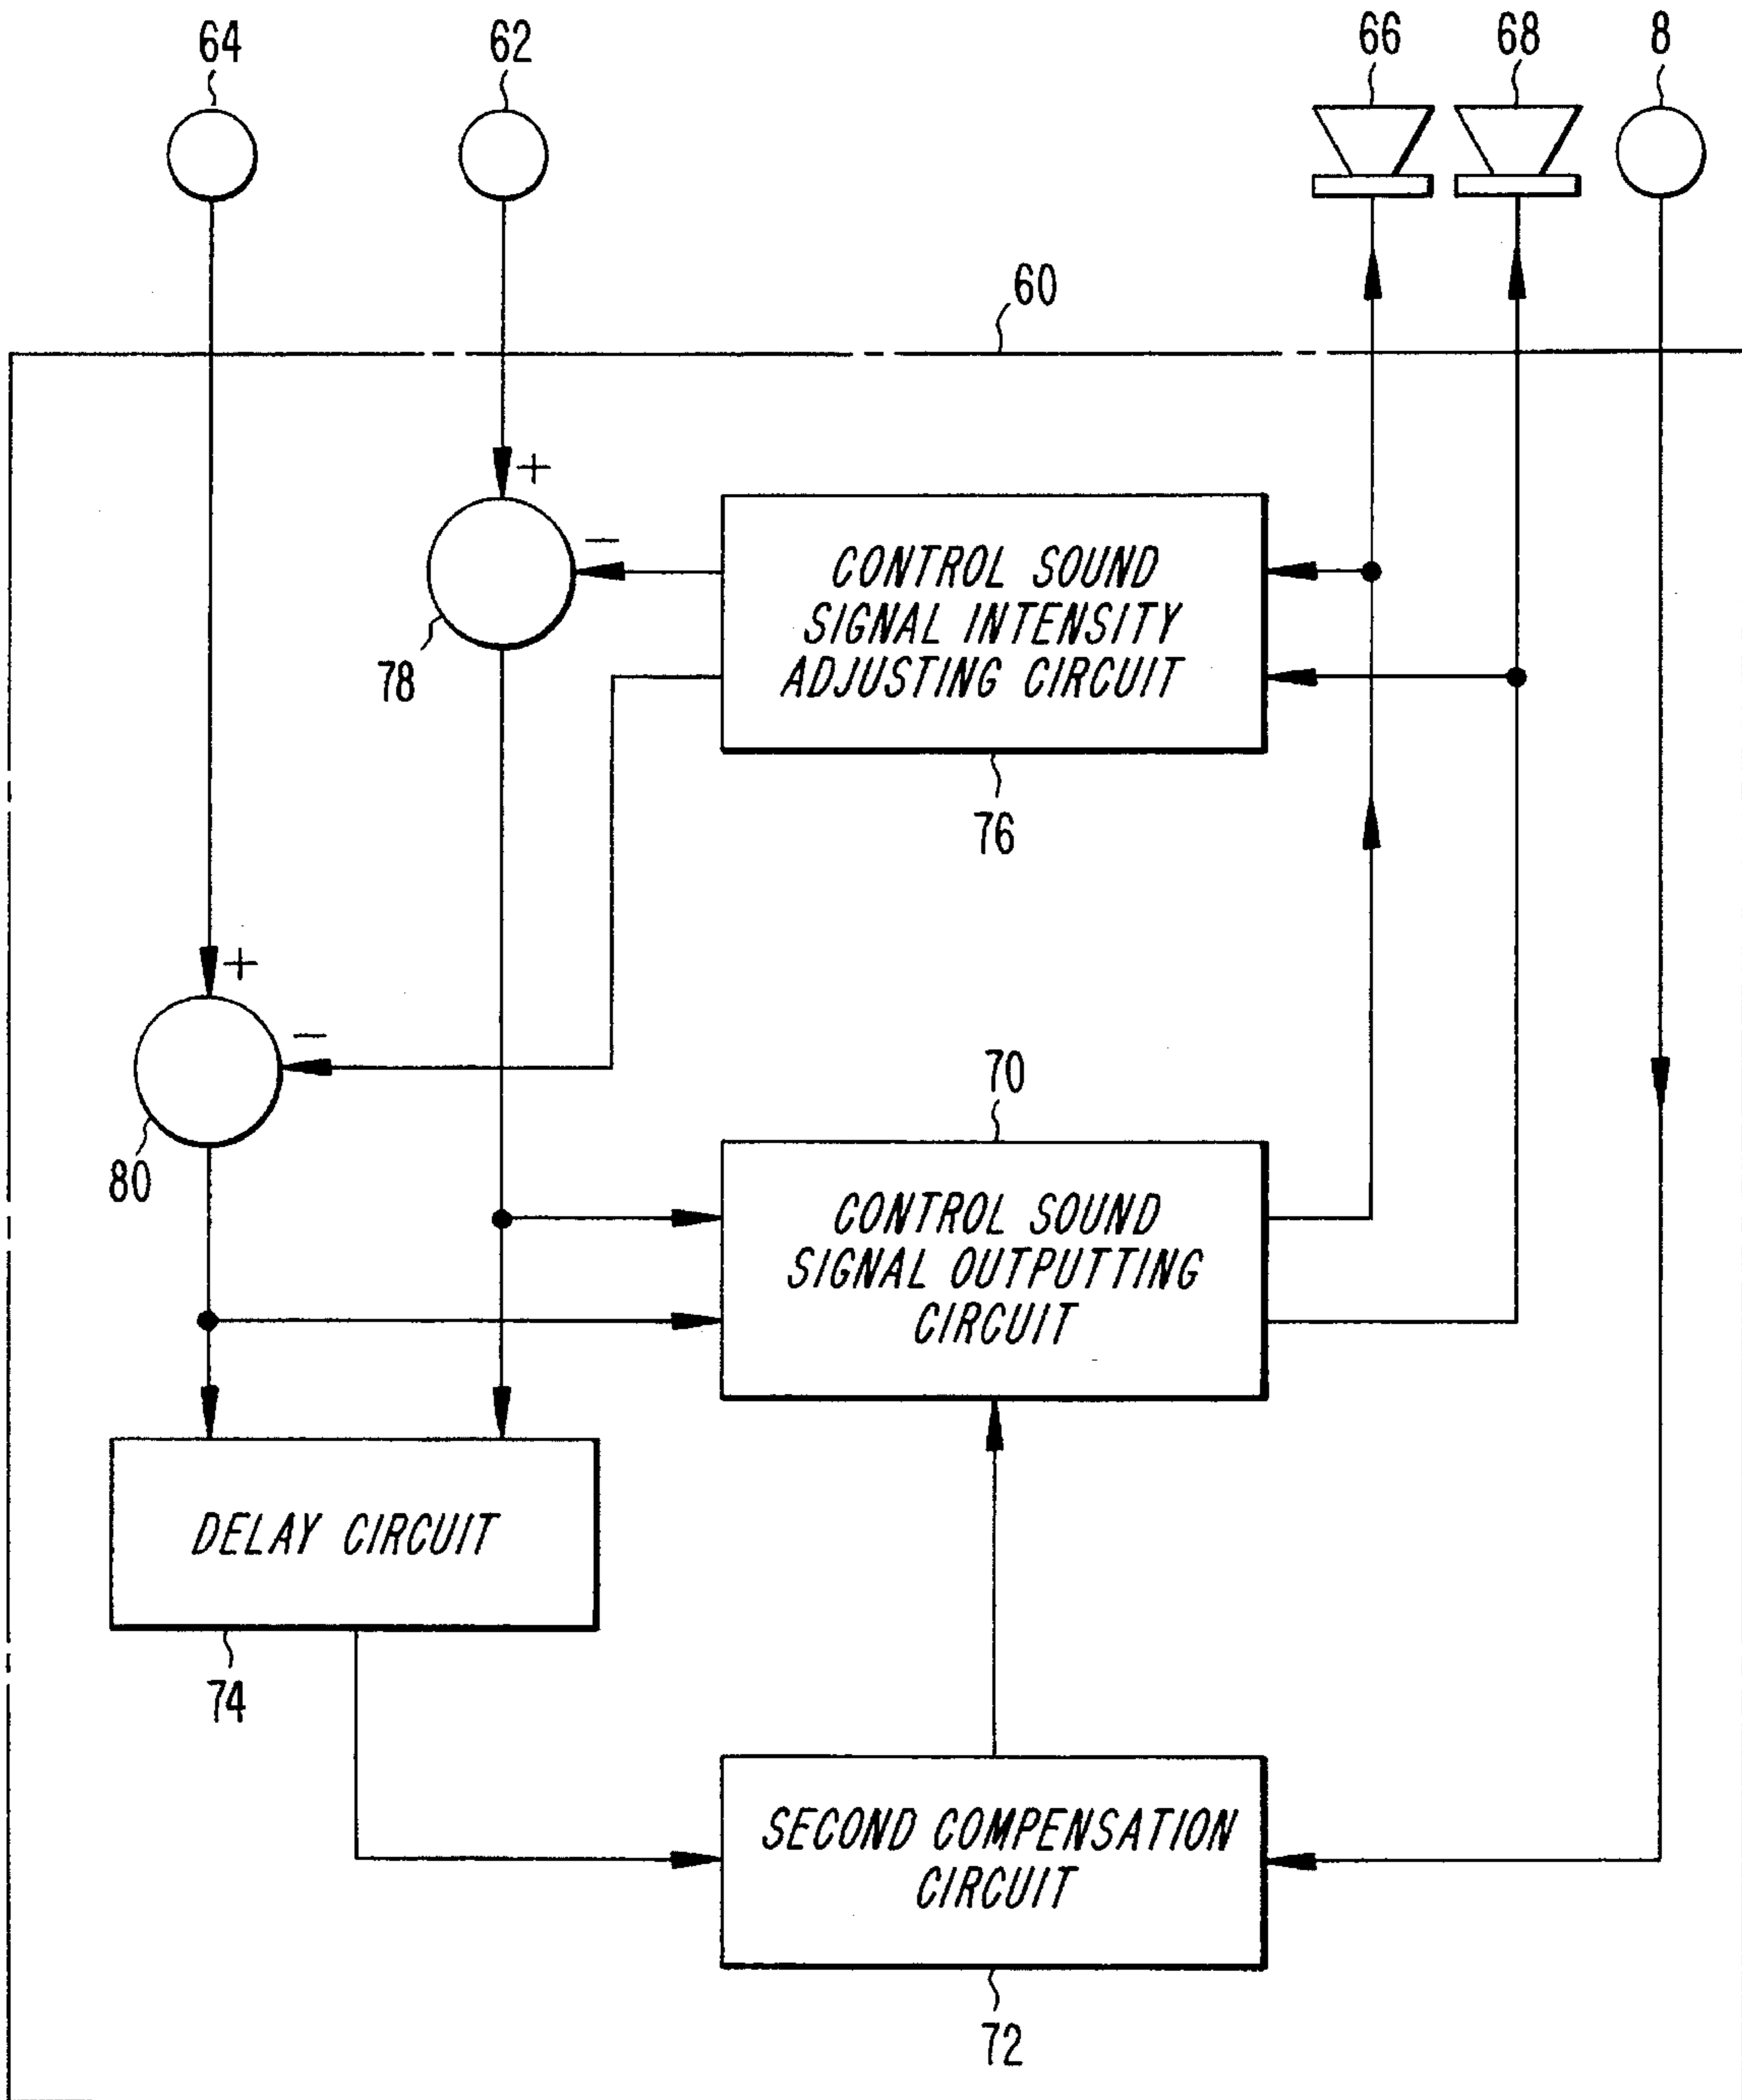 64
62
66
68
8
60
+
−
78
CONTROL SOUND
SIGNAL INTENSITY
ADJUSTING CIRCUIT
76
+
−
80
70
CONTROL SOUND
SIGNAL OUTPUTTING
CIRCUIT
DELAY CIRCUIT
74
SECOND COMPENSATION
CIRCUIT
72